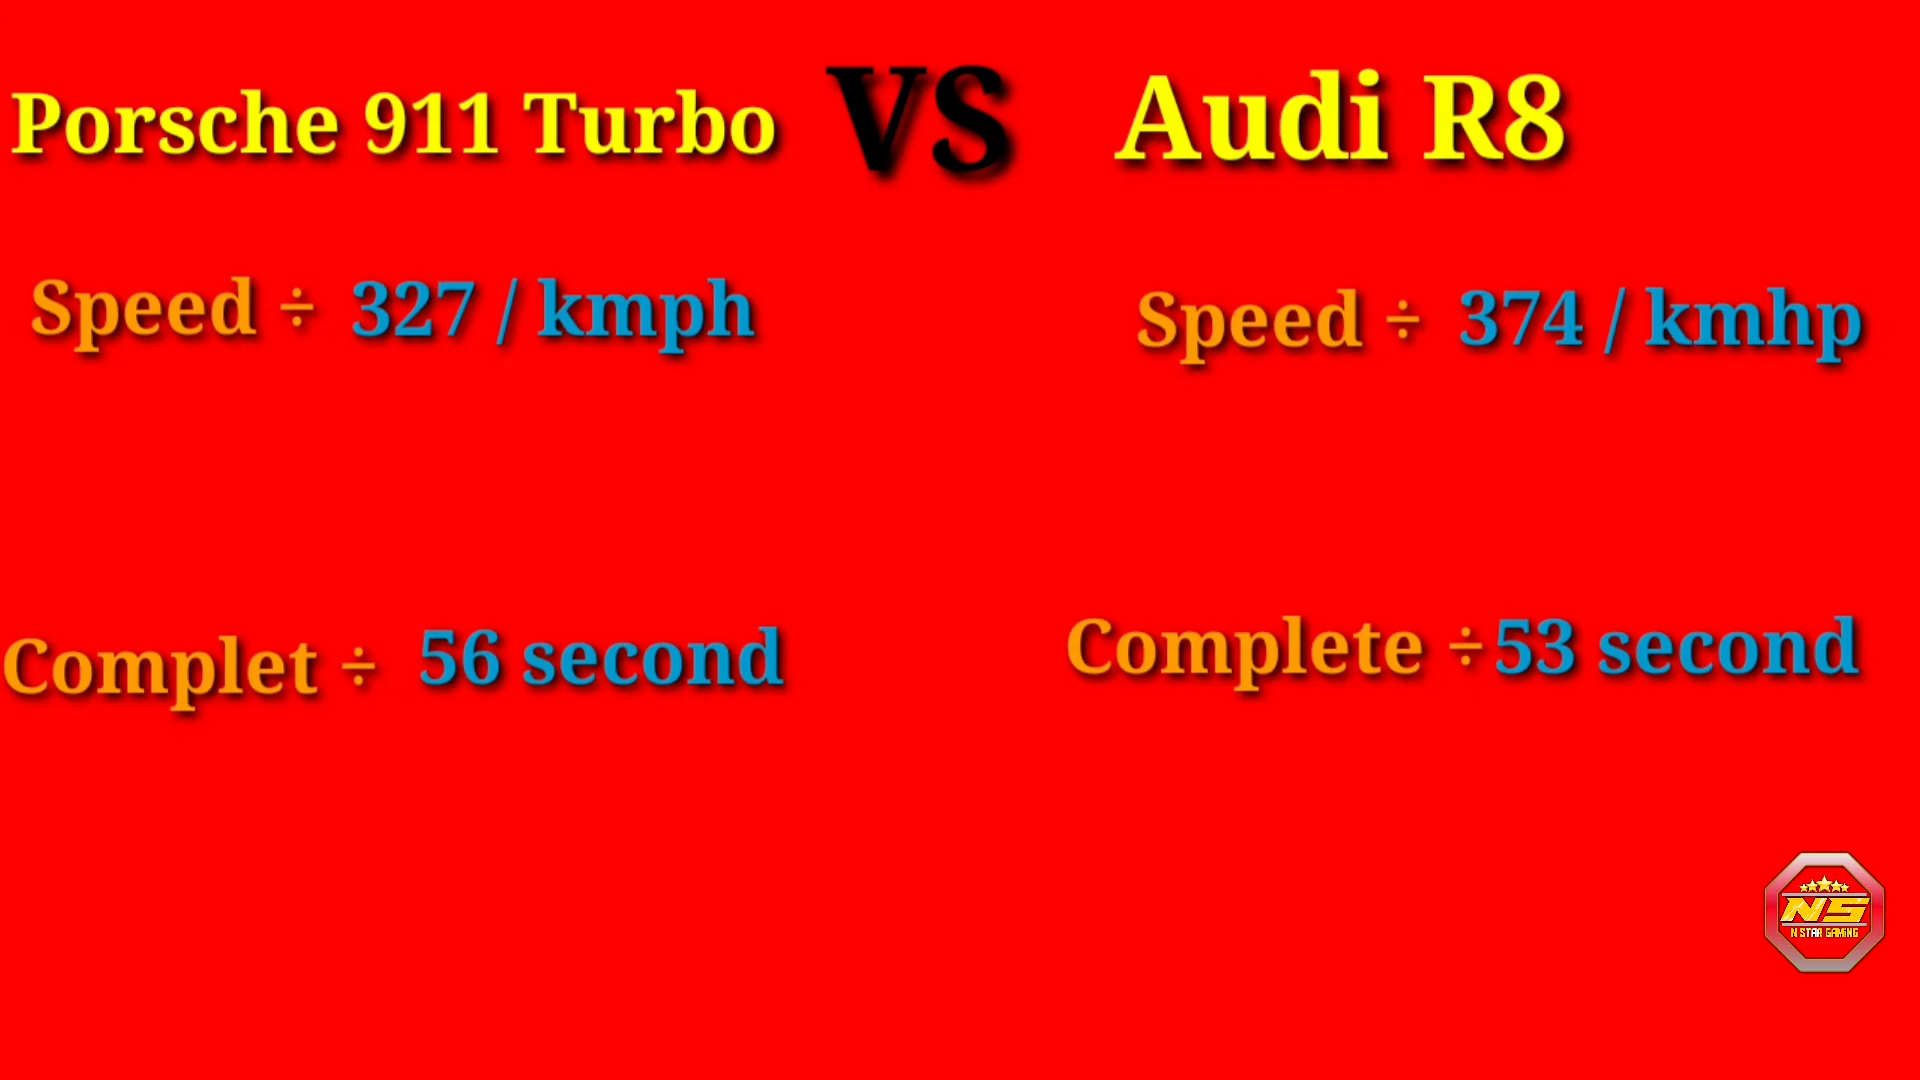 Porsche 911 Turbo VS Audi R8
Speed ÷ 327 / kmph
Speed ÷ 374 / kmhp
Complet ÷ 56 second
Complete ÷ 53 second
NS
N STAR GAMING